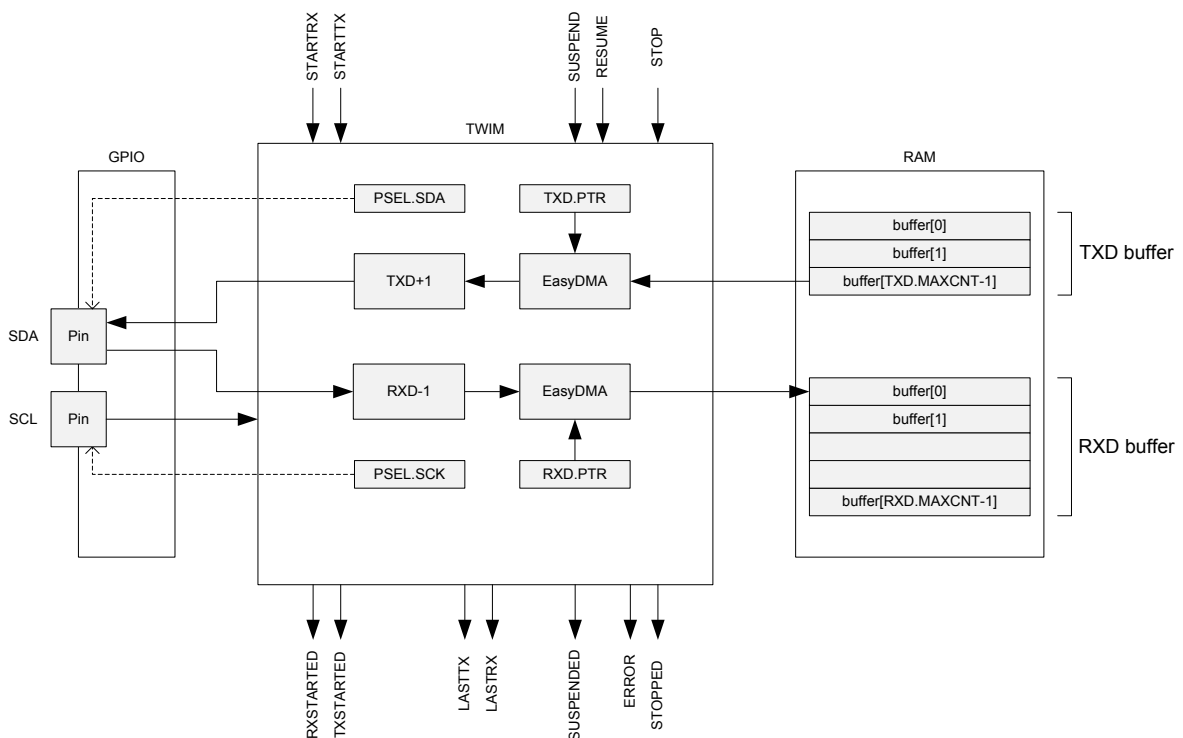 STARTRX
STARTTX
SUSPEND
RESUME
STOP
TWIM
GPIO
RAM
PSEL.SDA
TXD.PTR
buffer[0]
buffer[1]
buffer[TXD.MAXCNT-1]
TXD buffer
TXD+1
EasyDMA
SDA
Pin
RXD-1
EasyDMA
buffer[0]
buffer[1]
buffer[RXD.MAXCNT-1]
RXD buffer
SCL
Pin
PSEL.SCK
RXD.PTR
RXSTARTED
TXSTARTED
LASTTX
LASTRX
SUSPENDED
ERROR
STOPPED